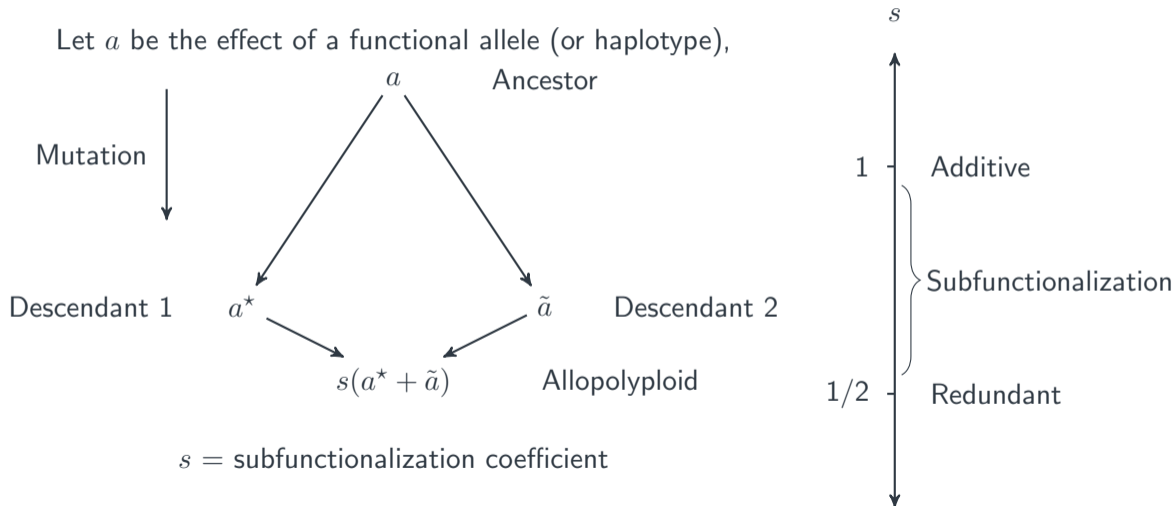 Let a be the effect of a functional allele (or haplotype),
a
Ancestor
Mutation
Descendant 1
a⋆
ã
Descendant 2
s(a⋆ + ã)
Allopolyploid
s = subfunctionalization coefficient
s
1
Additive
Subfunctionalization
1/2
Redundant